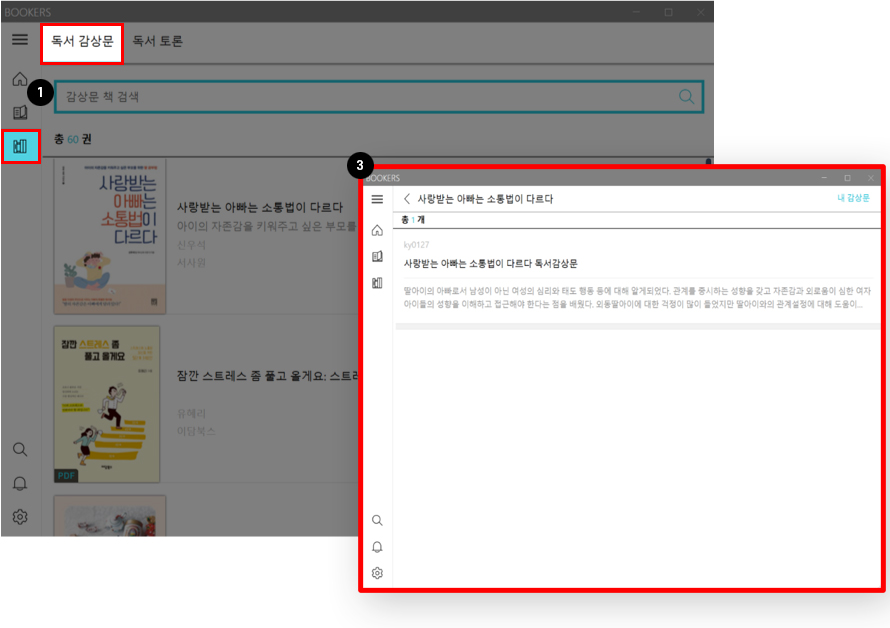 BOOKERS
독서 감상문
독서 토론
1
감상문 책 검색
총 60 권
사랑받는
아빠는
소통법이
다르다
사랑받는 아빠는 소통법이 다르다
아이의 자존감을 키워주고 싶은 부모를
신우석
서사원
잠깐 스트레스 좀
풀고 올게요
PDF
잠깐 스트레스 좀 풀고 올게요: 스트레
유혜리
이담북스
3
BOOKERS
사랑받는 아빠는 소통법이 다르다
내 감상문
총 1 개
ky0127
사랑받는 아빠는 소통법이 다르다 독서감상문
딸아이의 아빠로서 남성이 아닌 여성의 심리와 태도 행동 등에 대해 알게되었다. 관계를 중시하는 성향을 갖고 자존감과 외로움이 심한 여자
아이들의 성향을 이해하고 접근해야 한다는 점을 배웠다. 외동딸아이에 대한 걱정이 많이 들었지만 딸아이와의 관계설정에 대해 도움이...